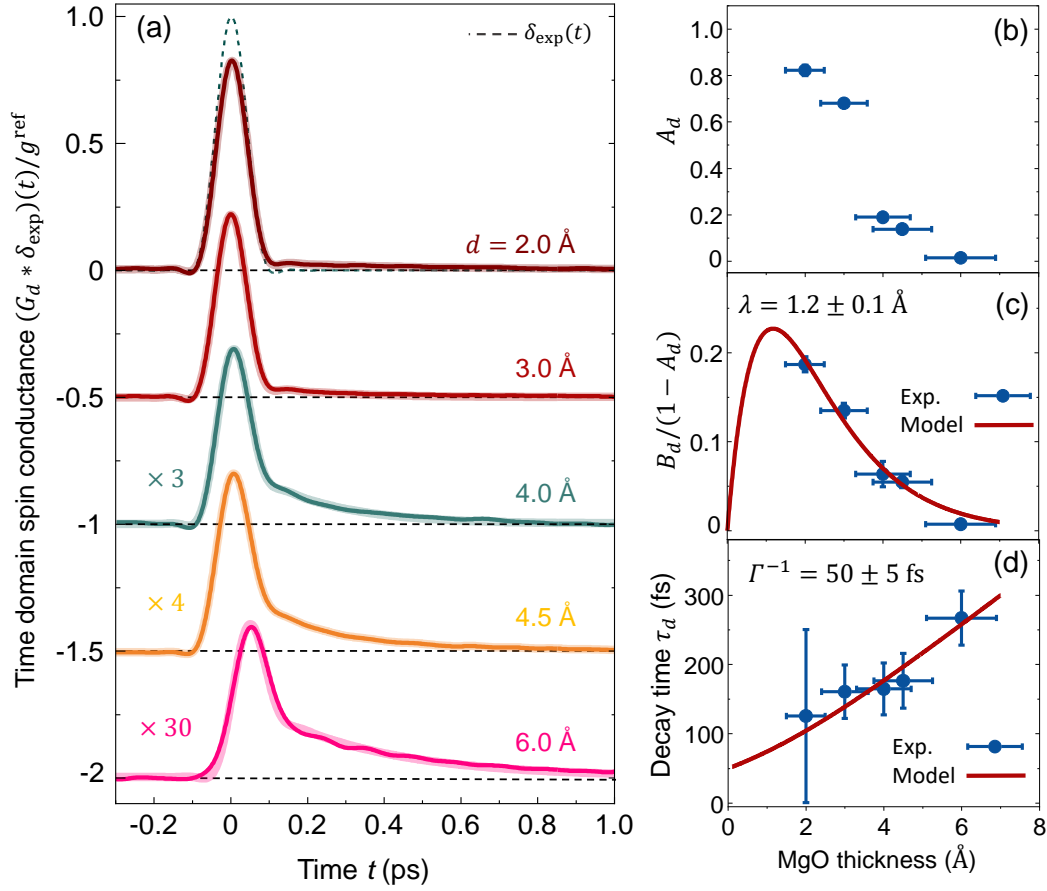 (a)
δexp(t)
Time domain spin conductance (G_d * δ_exp)(t)/g^ref
1.0
0.5
0
-0.5
-1
-1.5
-2
d = 2.0 Å
3.0 Å
× 3
4.0 Å
× 4
4.5 Å
× 30
6.0 Å
-0.2
0
0.2
0.4
0.6
0.8
1.0
Time t (ps)
(b)
A_d
1.0
0.8
0.6
0.4
0.2
0
(c)
λ = 1.2 ± 0.1 Å
B_d/(1 − A_d)
0.2
0.1
0
Exp.
Model
(d)
Γ⁻¹ = 50 ± 5 fs
Decay time τ_d (fs)
300
200
100
0
Exp.
Model
0
2
4
6
8
MgO thickness (Å)